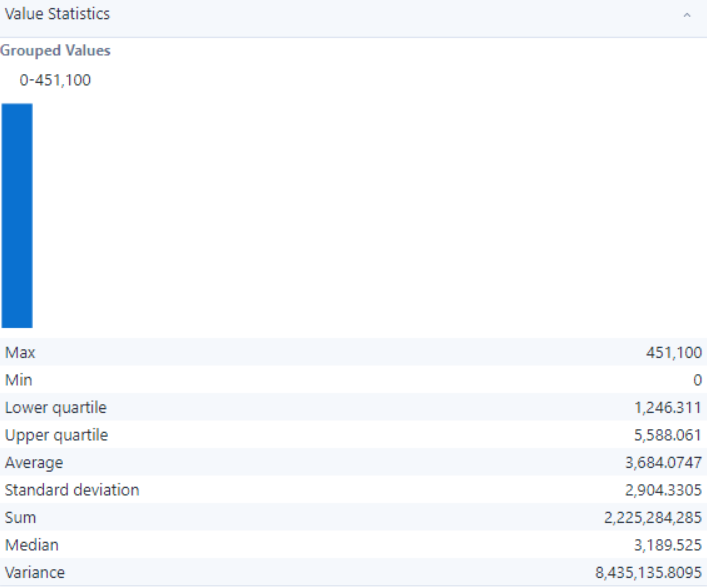 Value Statistics
Grouped Values
0-451,100
Max 451,100
Min 0
Lower quartile 1,246.311
Upper quartile 5,588.061
Average 3,684.0747
Standard deviation 2,904.3305
Sum 2,225,284,285
Median 3,189.525
Variance 8,435,135.8095